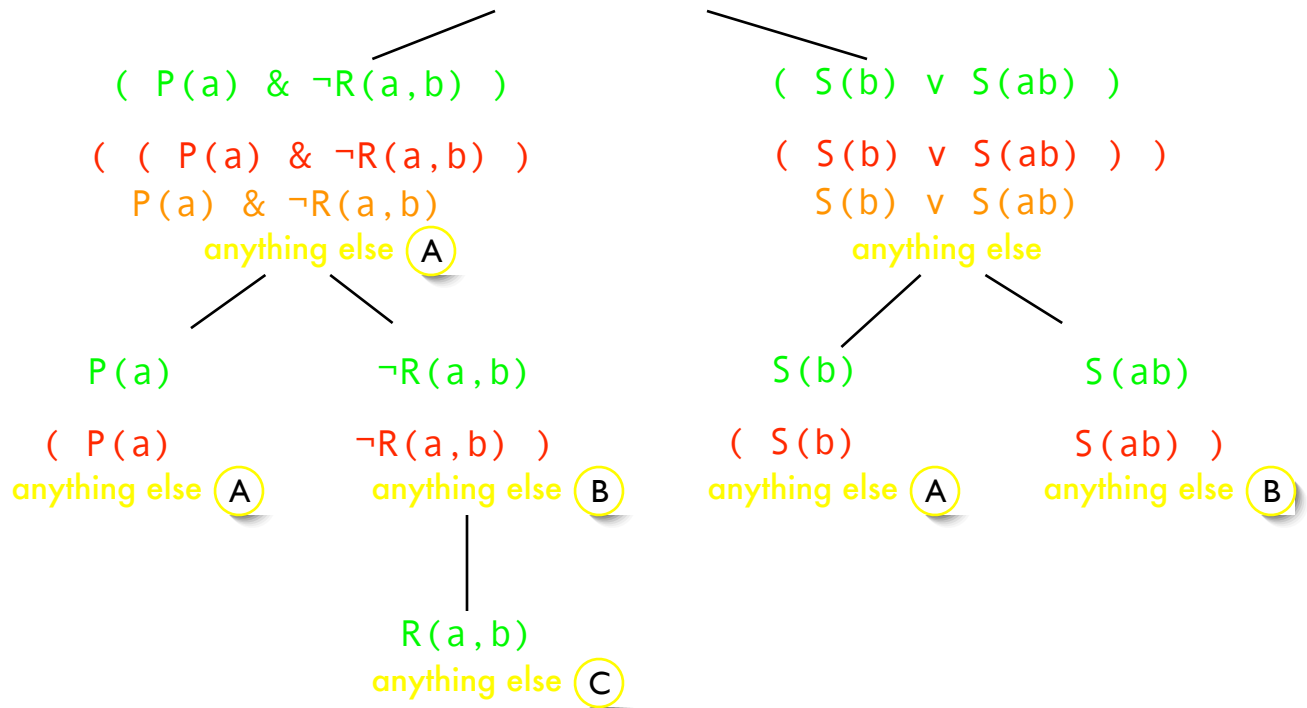 ( P(a) & ¬R(a,b) ) ( S(b) v S(ab) )
( ( P(a) & ¬R(a,b) ) ( S(b) v S(ab) ) )
P(a) & ¬R(a,b) S(b) v S(ab)
anything else A anything else
P(a) ¬R(a,b) S(b) S(ab)
( P(a) ¬R(a,b) ) ( S(b) S(ab) )
anything else A anything else B anything else A anything else B
R(a,b)
anything else C